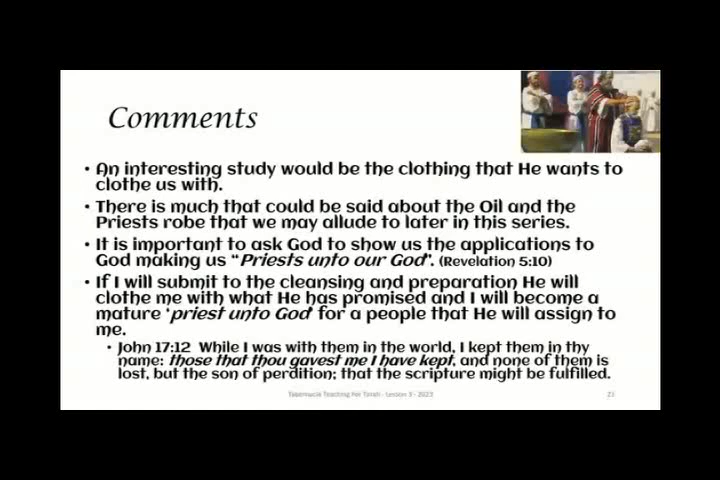 Comments
• An interesting study would be the clothing that He wants to
clothe us with.
• There is much that could be said about the Oil and the
Priests robe that we may allude to later in this series.
• It is important to ask God to show us the applications to
God making us “Priests unto our God”. (Revelation 5:10)
• If I will submit to the cleansing and preparation He will
clothe me with what He has promised and I will become a
mature ‘priest unto God’ for a people that He will assign to
me.
• John 17:12 While I was with them in the world, I kept them in thy
name: those that thou gavest me I have kept, and none of them is
lost, but the son of perdition; that the scripture might be fulfilled.
Tabernacle Teaching Her Torah - Lesson 3 - 2023